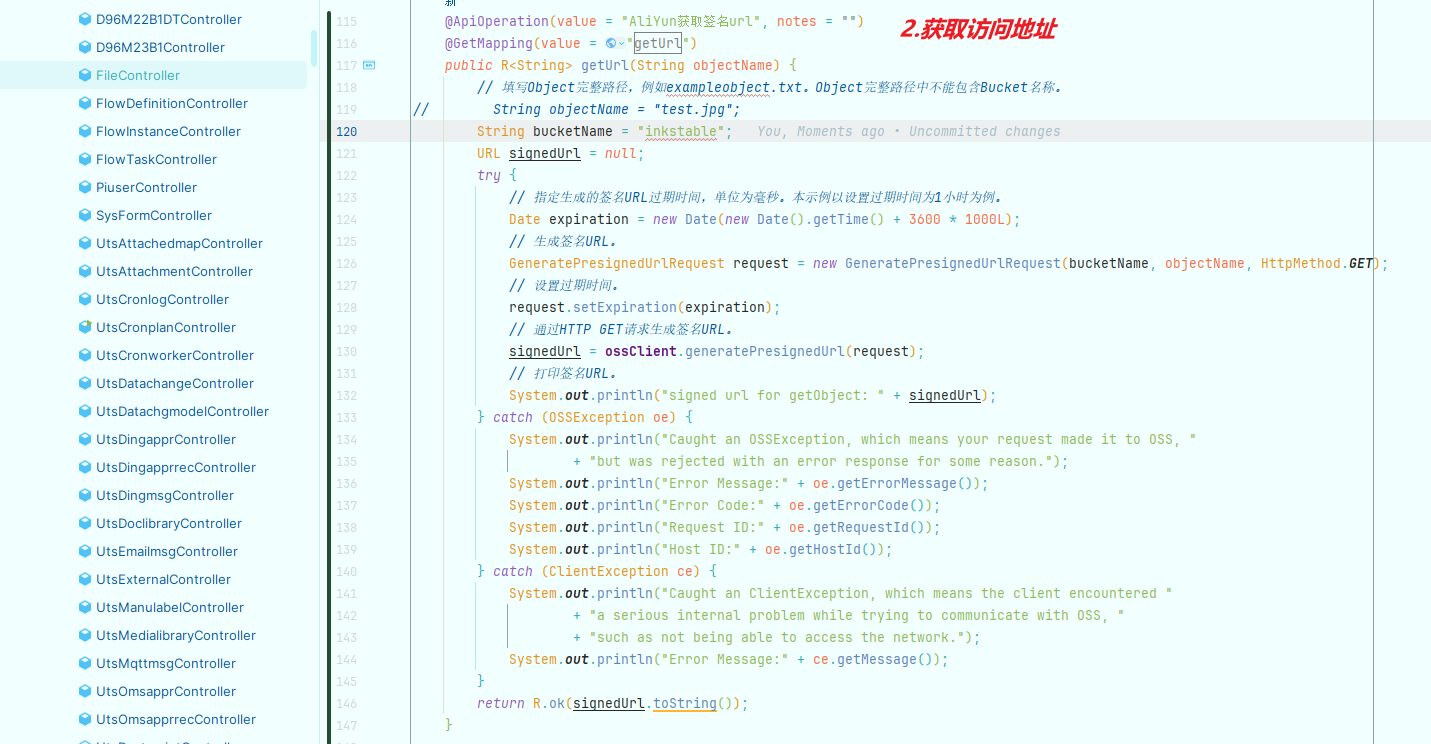 D96M22B1DTController
D96M23B1Controller
FileController
FlowDefinitionController
FlowInstanceController
FlowTaskController
PiuserController
SysFormController
UtsAttachedmapController
UtsAttachmentController
UtsCronlogController
UtsCronplanController
UtsCronworkerController
UtsDatachangeController
UtsDatachgmodelController
UtsDingapprController
UtsDingapprrecController
UtsDingmsgController
UtsDoclibraryController
UtsEmailmsgController
UtsExternalController
UtsManulabelController
UtsMedialibraryController
UtsMqttmsgController
UtsOmsapprController
UtsOmsapprrecController
新
2.获取访问地址
115 @ApiOperation(value = "AliYun获取签名url", notes = "")
116 @GetMapping(value = "getUrl")
117 public R<String> getUrl(String objectName) {
118 // 填写Object完整路径，例如exampleobject.txt。Object完整路径中不能包含Bucket名称。
119 // String objectName = "test.jpg";
120 String bucketName = "inkstable"; You, Moments ago • Uncommitted changes
121 URL signedUrl = null;
122 try {
123 // 指定生成的签名URL过期时间，单位为毫秒。本示例以设置过期时间为1小时为例。
124 Date expiration = new Date(new Date().getTime() + 3600 * 1000L);
125 // 生成签名URL。
126 GeneratePresignedUrlRequest request = new GeneratePresignedUrlRequest(bucketName, objectName, HttpMethod.GET);
127 // 设置过期时间。
128 request.setExpiration(expiration);
129 // 通过HTTP GET请求生成签名URL。
130 signedUrl = ossClient.generatePresignedUrl(request);
131 // 打印签名URL。
132 System.out.println("signed url for getObject: " + signedUrl);
133 } catch (OSSException oe) {
134 System.out.println("Caught an OSSException, which means your request made it to OSS, "
135 + "but was rejected with an error response for some reason.");
136 System.out.println("Error Message:" + oe.getErrorMessage());
137 System.out.println("Error Code:" + oe.getErrorCode());
138 System.out.println("Request ID:" + oe.getRequestId());
139 System.out.println("Host ID:" + oe.getHostId());
140 } catch (ClientException ce) {
141 System.out.println("Caught an ClientException, which means the client encountered "
142 + "a serious internal problem while trying to communicate with OSS, "
143 + "such as not being able to access the network.");
144 System.out.println("Error Message:" + ce.getMessage());
145 }
146 return R.ok(signedUrl.toString());
147 }